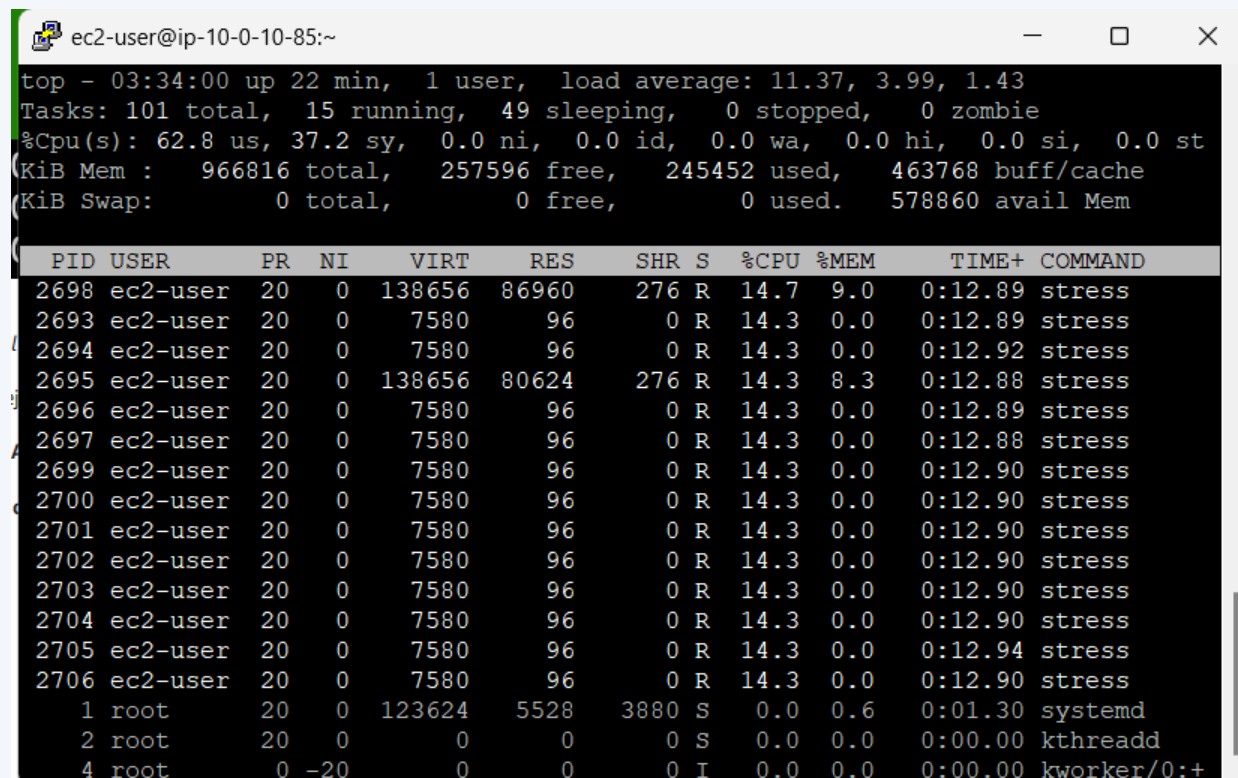 ec2-user@ip-10-0-10-85:~
top - 03:34:00 up 22 min,  1 user,  load average: 11.37, 3.99, 1.43
Tasks: 101 total,  15 running,  49 sleeping,   0 stopped,   0 zombie
%Cpu(s): 62.8 us, 37.2 sy,  0.0 ni,  0.0 id,  0.0 wa,  0.0 hi,  0.0 si,  0.0 st
KiB Mem :   966816 total,   257596 free,   245452 used,   463768 buff/cache
KiB Swap:        0 total,        0 free,        0 used.   578860 avail Mem
PID USER PR NI VIRT RES SHR S %CPU %MEM TIME+ COMMAND
2698 ec2-user 20 0 138656 86960 276 R 14.7 9.0 0:12.89 stress
2693 ec2-user 20 0 7580 96 0 R 14.3 0.0 0:12.89 stress
2694 ec2-user 20 0 7580 96 0 R 14.3 0.0 0:12.92 stress
2695 ec2-user 20 0 138656 80624 276 R 14.3 8.3 0:12.88 stress
2696 ec2-user 20 0 7580 96 0 R 14.3 0.0 0:12.89 stress
2697 ec2-user 20 0 7580 96 0 R 14.3 0.0 0:12.88 stress
2699 ec2-user 20 0 7580 96 0 R 14.3 0.0 0:12.90 stress
2700 ec2-user 20 0 7580 96 0 R 14.3 0.0 0:12.90 stress
2701 ec2-user 20 0 7580 96 0 R 14.3 0.0 0:12.90 stress
2702 ec2-user 20 0 7580 96 0 R 14.3 0.0 0:12.90 stress
2703 ec2-user 20 0 7580 96 0 R 14.3 0.0 0:12.90 stress
2704 ec2-user 20 0 7580 96 0 R 14.3 0.0 0:12.90 stress
2705 ec2-user 20 0 7580 96 0 R 14.3 0.0 0:12.94 stress
2706 ec2-user 20 0 7580 96 0 R 14.3 0.0 0:12.90 stress
1 root 20 0 123624 5528 3880 S 0.0 0.6 0:01.30 systemd
2 root 20 0 0 0 0 S 0.0 0.0 0:00.00 kthreadd
4 root 0 -20 0 0 0 I 0.0 0.0 0:00.00 kworker/0:+